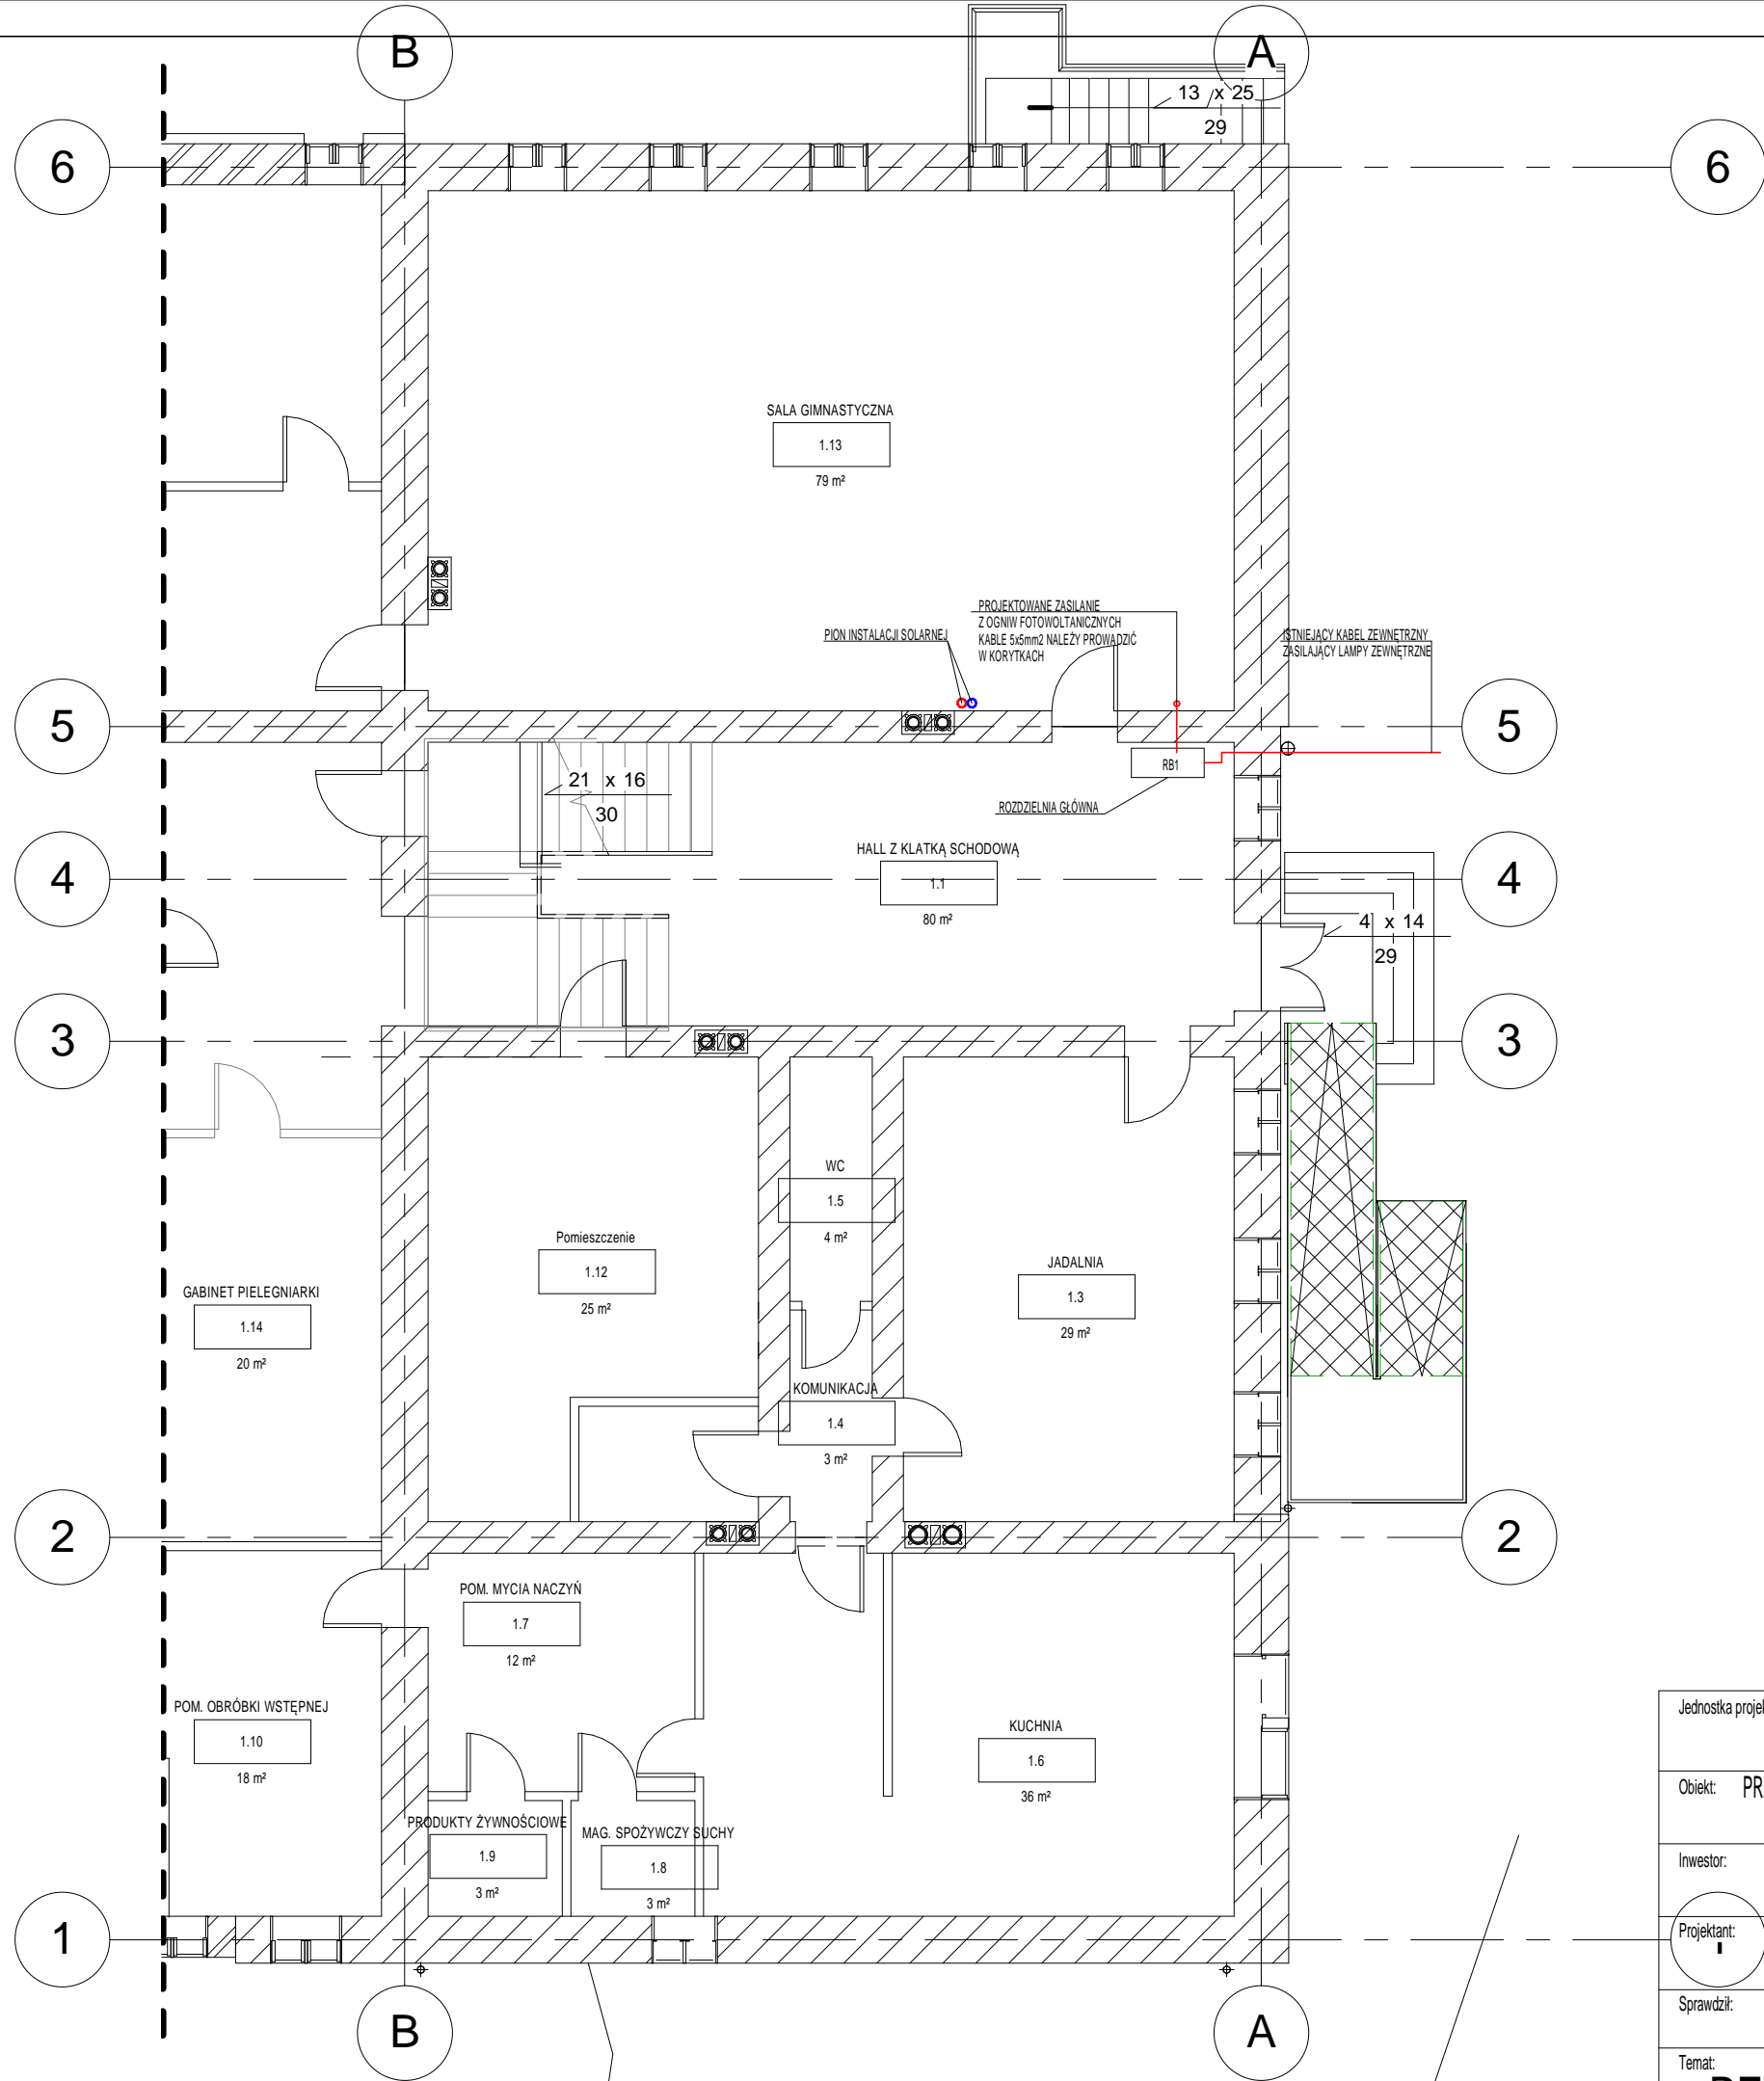 B
A
13 x 25
29
6
6
SALA GIMNASTYCZNA
1.13
79 m²
PROJEKTOWANE ZASILANIE
Z OGNIW FOTOWOLTANICZNYCH
KABLE 5x5mm2 NALEŻY PROWADZIĆ
W KORYTKACH
PION INSTALACJI SOLARNEJ
ISTNIEJĄCY KABEL ZEWNĘTRZNY
ZASILAJĄCY LAMPY ZEWNĘTRZNE
5
5
21 x 16
30
RB1
ROZDZIELNIA GŁÓWNA
HALL Z KLATKĄ SCHODOWĄ
1.1
80 m²
4
4
4 x 14
29
3
3
WC
1.5
4 m²
Pomieszczenie
1.12
25 m²
JADALNIA
1.3
29 m²
GABINET PIELEGNIARKI
1.14
20 m²
KOMUNIKACJA
1.4
3 m²
2
2
POM. MYCIA NACZYŃ
1.7
12 m²
POM. OBRÓBKI WSTĘPNEJ
1.10
18 m²
KUCHNIA
1.6
36 m²
PRODUKTY ŻYWNOŚCIOWE
1.9
3 m²
MAG. SPOŻYWCZY SUCHY
1.8
3 m²
1
B
A
Jednostka projek
Obiekt: PR
Inwestor:
Projektant:
Sprawdził:
Temat: